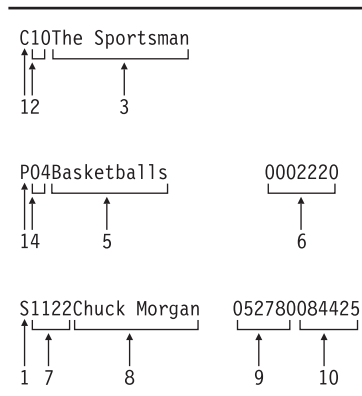 C10The Sportsman
12 3
P04Basketballs 0002220
14 5 6
S1122Chuck Morgan 052780084425
1 7 8 9 10